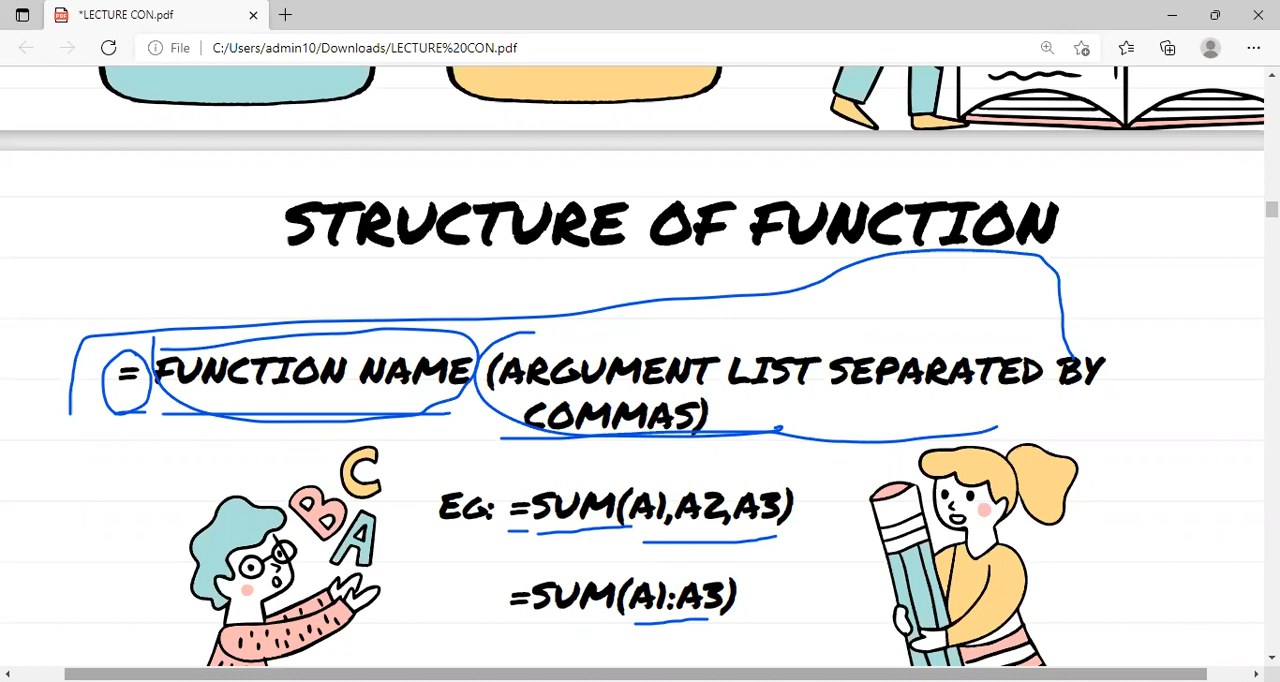 *LECTURE CON.pdf
File
C:/Users/admin10/Downloads/LECTURE%20CON.pdf
STRUCTURE OF FUNCTION
= FUNCTION NAME (ARGUMENT LIST SEPARATED BY
COMMAS)
C
B
A
EG: =SUM(A1,A2,A3)
=SUM(A1:A3)